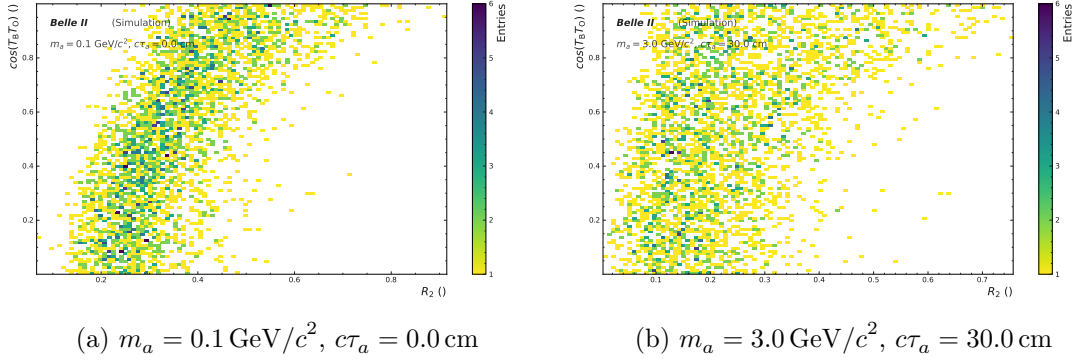 Belle II (Simulation)
m_a = 0.1 GeV/c², cτ_a = 0.0 cm
cos(T_B T_O) ()
0.8
0.6
0.4
0.2
0.2 0.4 0.6 0.8
R₂ ()
6
5
4
3
2
1
Entries
Belle II (Simulation)
m_a = 3.0 GeV/c², cτ_a = 30.0 cm
cos(T_B T_O) ()
0.8
0.6
0.4
0.2
0.1 0.2 0.3 0.4 0.5 0.6 0.7
R₂ ()
6
5
4
3
2
1
Entries
(a) m_a = 0.1 GeV/c², cτ_a = 0.0 cm
(b) m_a = 3.0 GeV/c², cτ_a = 30.0 cm